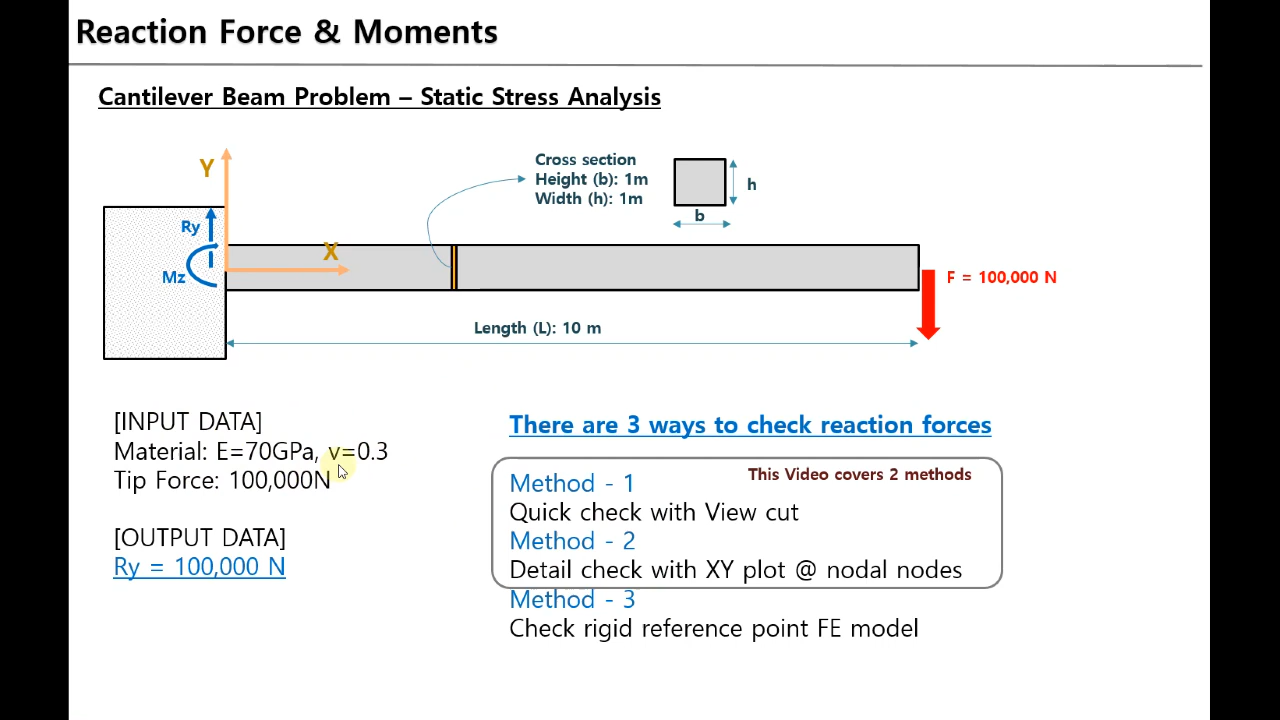 Reaction Force & Moments
Cantilever Beam Problem – Static Stress Analysis
Cross section
Height (b): 1m
Width (h): 1m
h
b
Y
Ry
X
Mz
F = 100,000 N
Length (L): 10 m
[INPUT DATA]
Material: E=70GPa, v=0.3
Tip Force: 100,000N
[OUTPUT DATA]
Ry = 100,000 N
There are 3 ways to check reaction forces
This Video covers 2 methods
Method - 1
Quick check with View cut
Method - 2
Detail check with XY plot @ nodal nodes
Method - 3
Check rigid reference point FE model